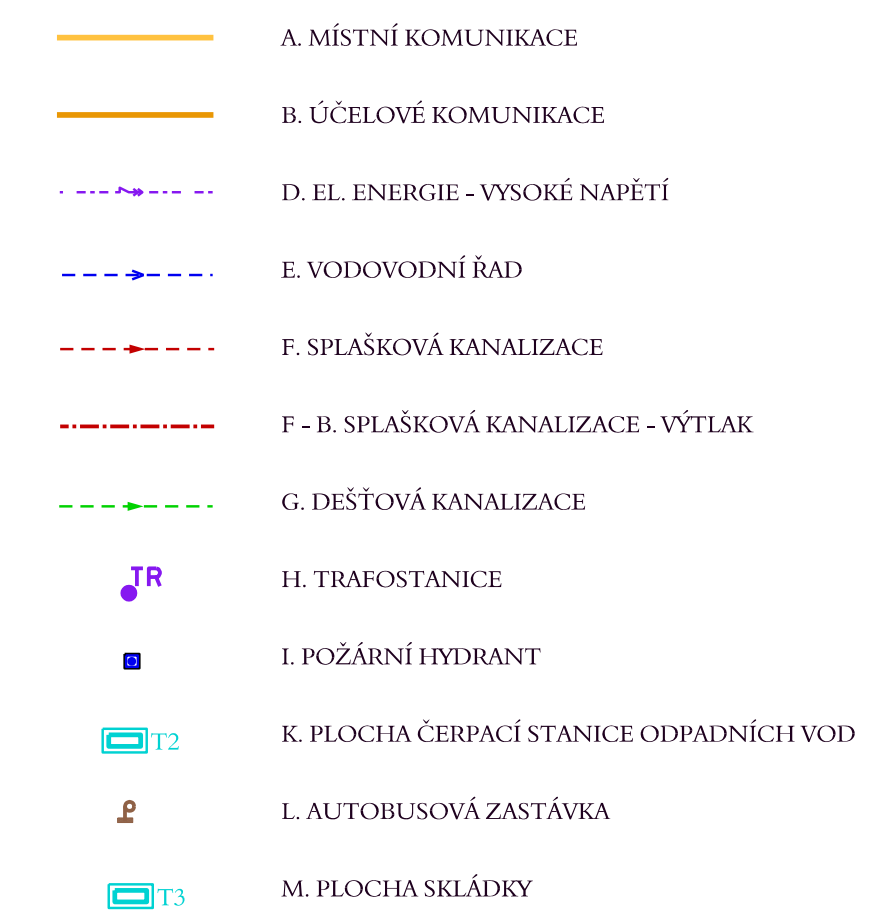 A. MÍSTNÍ KOMUNIKACE
B. ÚČELOVÉ KOMUNIKACE
D. EL. ENERGIE - VYSOKÉ NAPĚTÍ
E. VODOVODNÍ ŘAD
F. SPLAŠKOVÁ KANALIZACE
F - B. SPLAŠKOVÁ KANALIZACE - VÝTLAK
G. DEŠŤOVÁ KANALIZACE
TR H. TRAFOSTANICE
I. POŽÁRNÍ HYDRANT
T2 K. PLOCHA ČERPACÍ STANICE ODPADNÍCH VOD
L. AUTOBUSOVÁ ZASTÁVKA
T3 M. PLOCHA SKLÁDKY